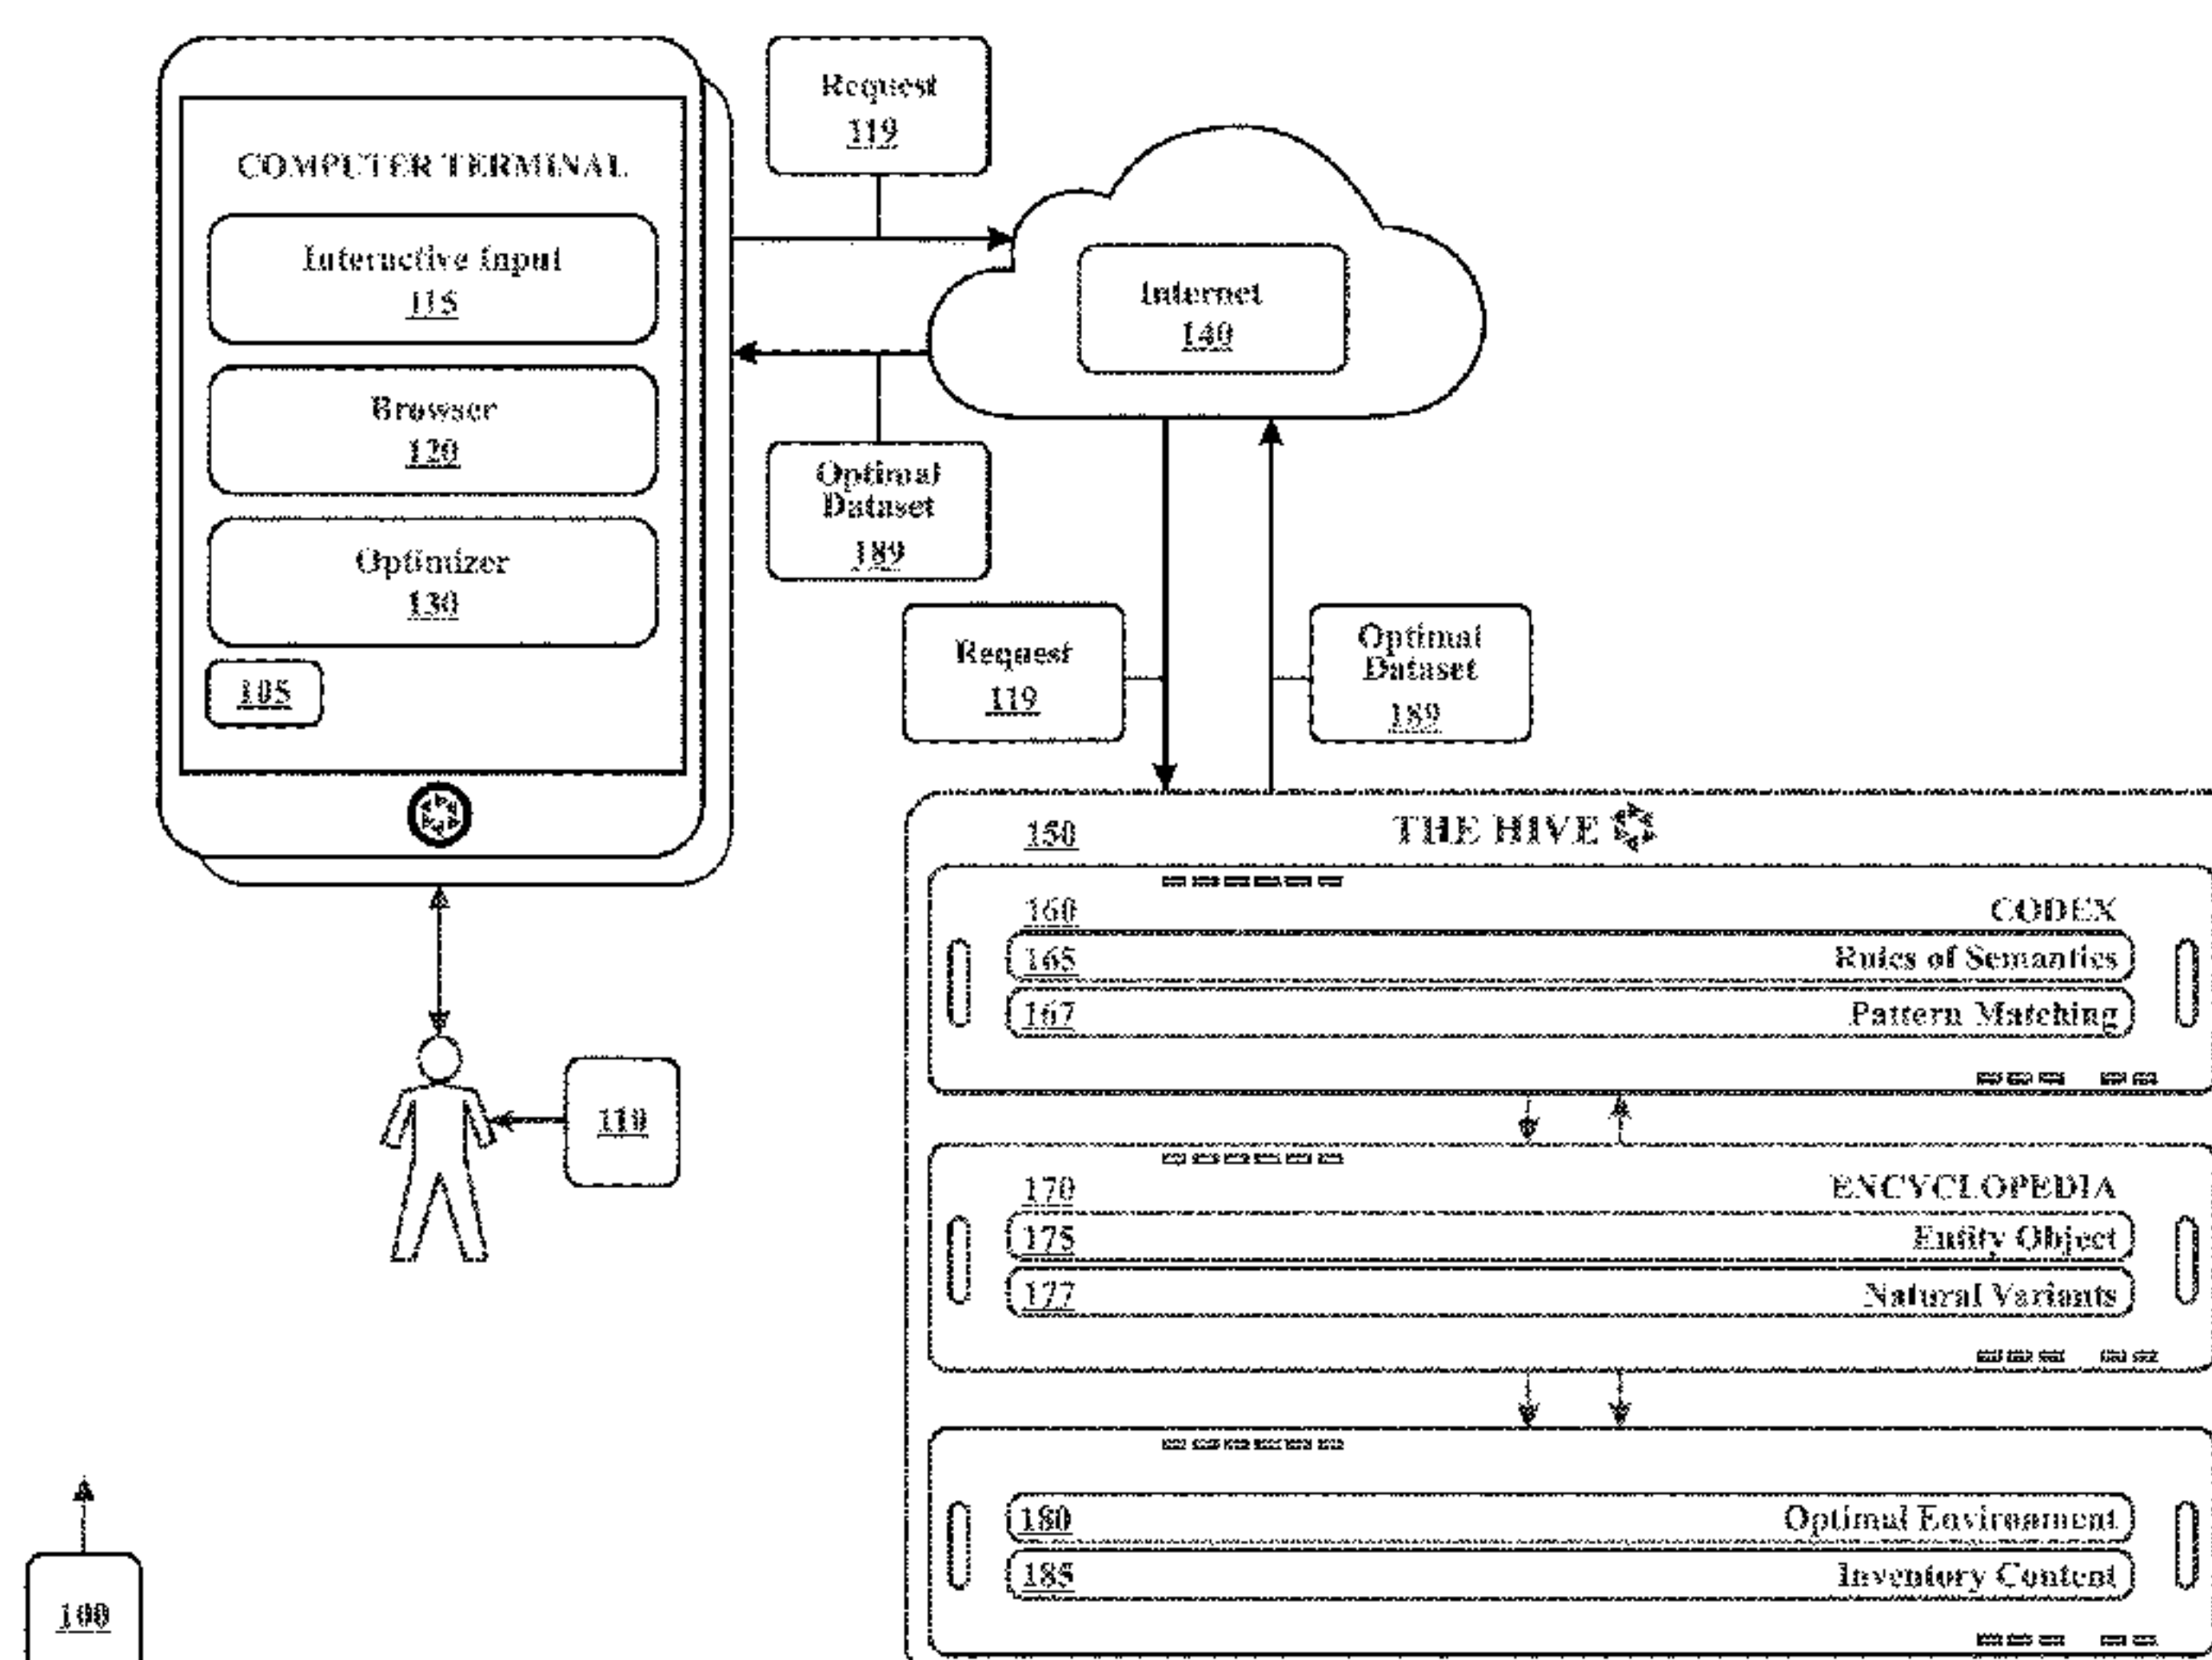 COMPUTER TERMINAL
Interactive Input
115
Browser
120
Optimizer
130
105
Request
119
Optimal
Dataset
189
Internet
140
Request
119
Optimal
Dataset
189
110
100
150 THE HIVE
160 CODEX
165 Rules of Semantics
167 Pattern Matching
170 ENCYCLOPEDIA
175 Entity Object
177 Natural Variants
180 Optimal Environment
185 Inventory Content